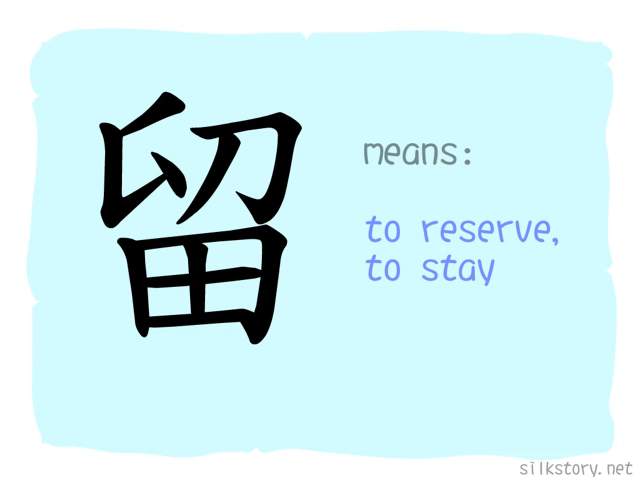 留
means:
to reserve,
to stay
silkstory.net